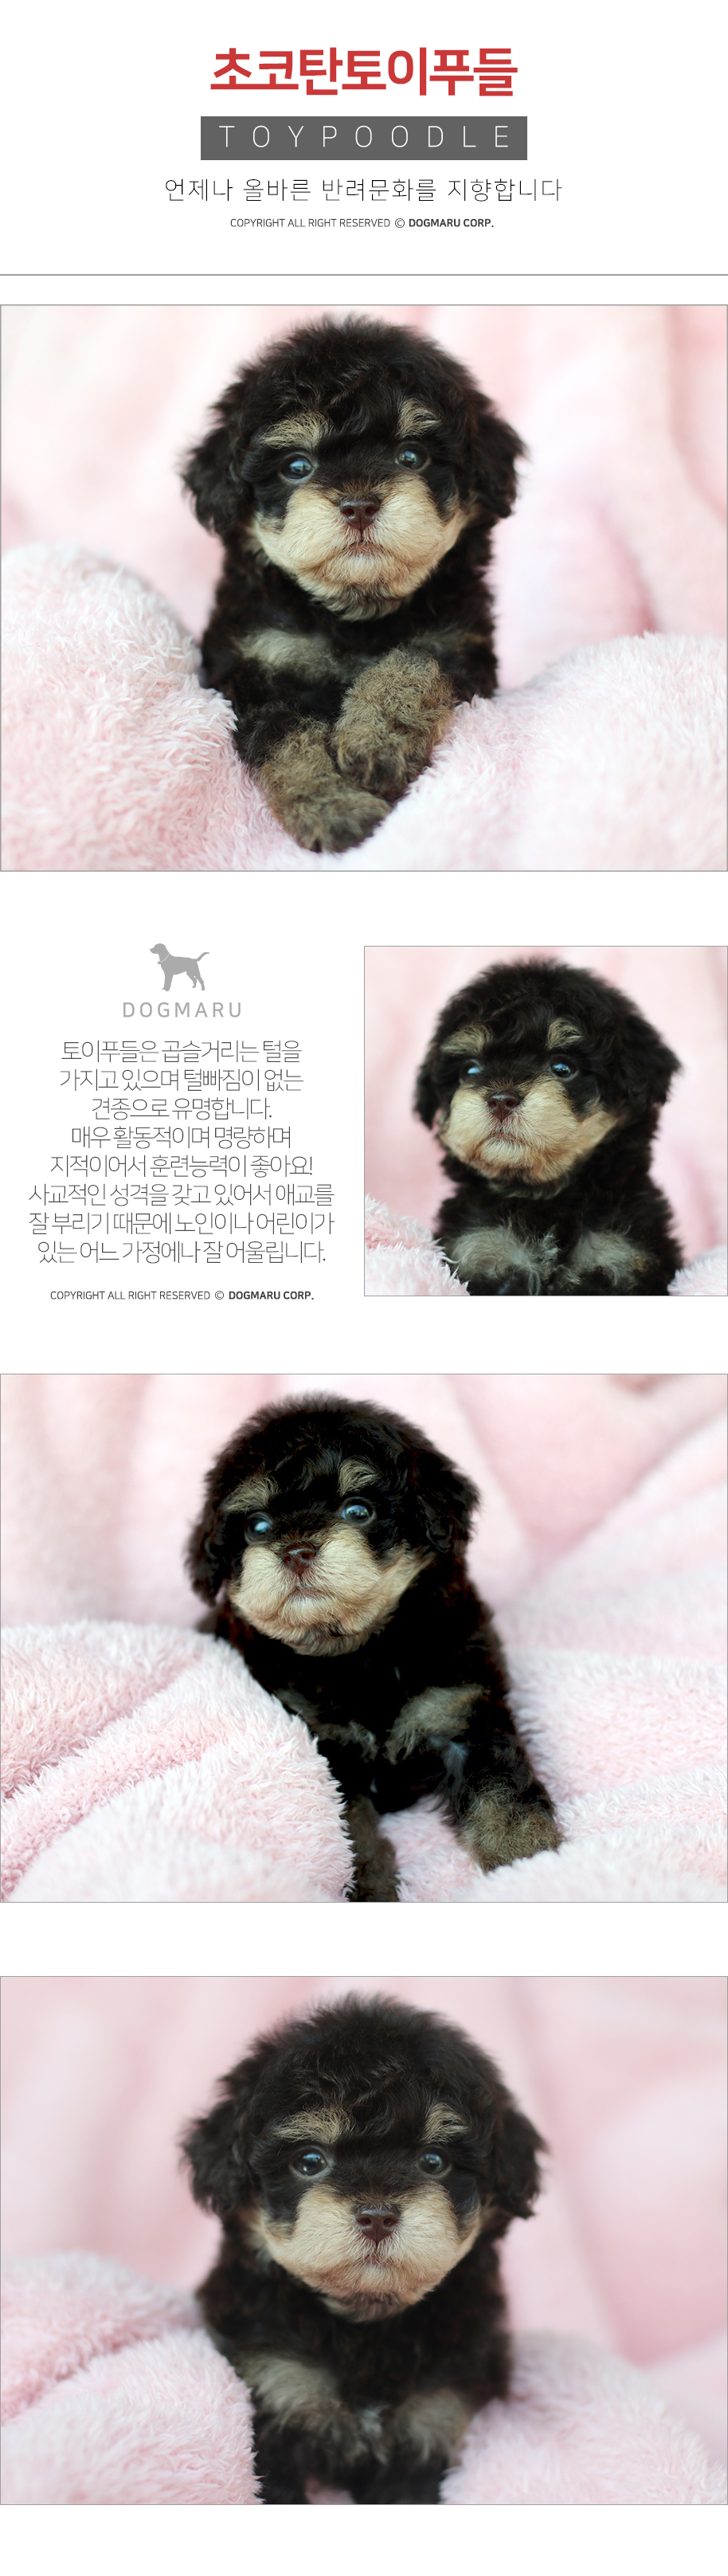 초코탄토이푸들
TOYPOODLE
언제나 올바른 반려문화를 지향합니다
COPYRIGHT ALL RIGHT RESERVED © DOGMARU CORP.
DOGMARU
토이푸들은 곱슬거리는 털을
가지고 있으며 털빠짐이 없는
견종으로 유명합니다.
매우 활동적이며 명랑하며
지적이어서 훈련능력이 좋아요!
사교적인 성격을 갖고 있어서 애교를
잘 부리기 때문에 노인이나 어린이가
있는 어느 가정에나 잘 어울립니다.
COPYRIGHT ALL RIGHT RESERVED © DOGMARU CORP.